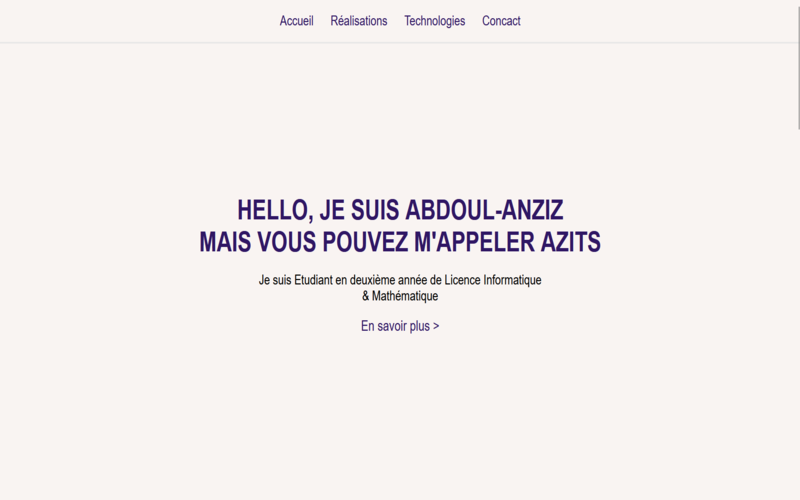 Accueil Réalisations Technologies Concact
HELLO, JE SUIS ABDOUL-ANZIZ
MAIS VOUS POUVEZ M'APPELER AZITS
Je suis Etudiant en deuxième année de Licence Informatique
& Mathématique
En savoir plus >